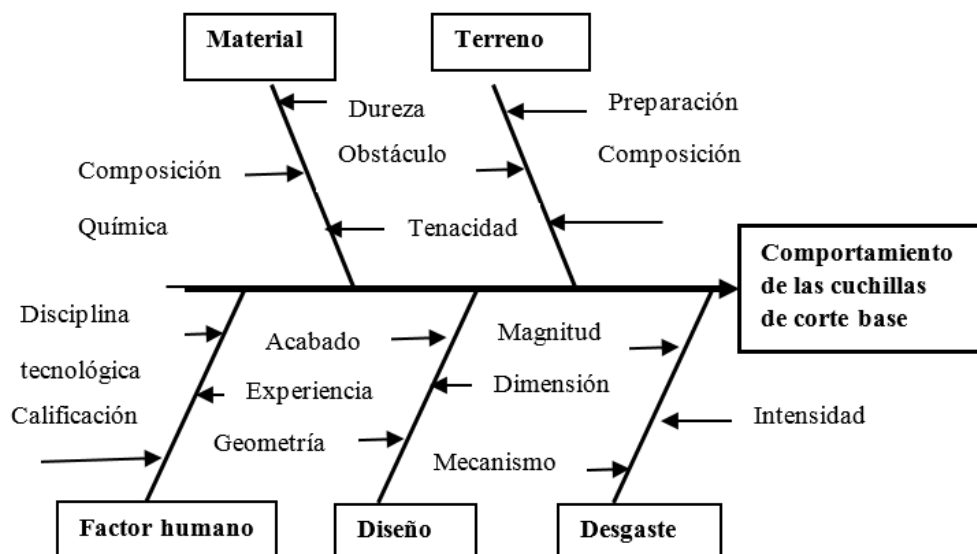 Material
Terreno
Dureza
Preparación
Obstáculo
Composición
Composición
Química
Tenacidad
Comportamiento
de las cuchillas
de corte base
Disciplina
tecnológica
Acabado
Magnitud
Experiencia
Dimensión
Calificación
Intensidad
Geometría
Mecanismo
Factor humano
Diseño
Desgaste